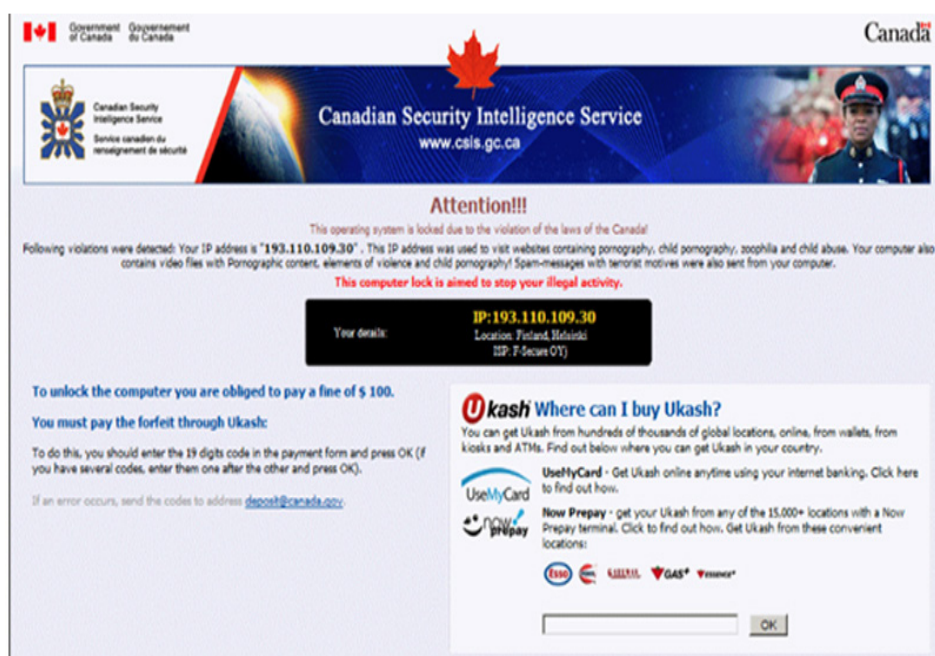 Government Gouvernement
of Canada du Canada
Canada
Canadian Security
Intelligence Service
Service canadien du
renseignement de sécurité
Canadian Security Intelligence Service
www.csis.gc.ca
Attention!!!
This operating system is locked due to the violation of the laws of the Canada!
Following violations were detected: Your IP address is "193.110.109.30" . This IP address was used to visit websites containing pornography, child pornography, zoophilia and child abuse. Your computer also
contains video files with Pornographic content, elements of violence and child pornography! Spam-messages with terrorist motives were also sent from your computer.
This computer lock is aimed to stop your illegal activity.
Your details:
IP:193.110.109.30
Location: Finland, Helsinki
ISP: F-Secure OY)
To unlock the computer you are obliged to pay a fine of $ 100.
You must pay the forfeit through Ukash:
To do this, you should enter the 19 digits code in the payment form and press OK (if
you have several codes, enter them one after the other and press OK).
If an error occurs, send the codes to address deposit@canada.gov.
Ukash Where can I buy Ukash?
You can get Ukash from hundreds of thousands of global locations, online, from wallets, from
kiosks and ATMs. Find out below where you can get Ukash in your country.
UseMyCard
UseMyCard - Get Ukash online anytime using your internet banking. Click here
to find out how.
now prepay
Now Prepay - get your Ukash from any of the 15.000+ locations with a Now
Prepay terminal. Click to find out how. Get Ukash from these convenient
locations:
Esso GAS+
OK